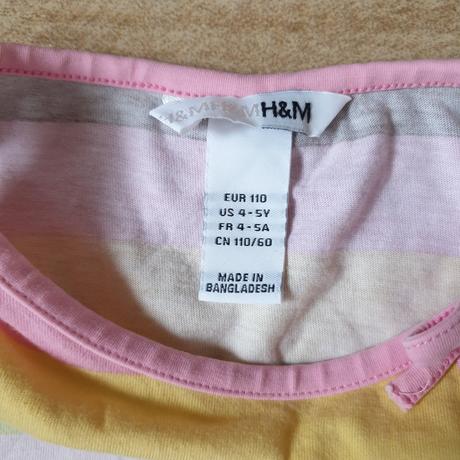 H&M H&M H&M
EUR 110
US 4-5Y
FR 4-5A
CN 110/60
MADE IN
BANGLADESH